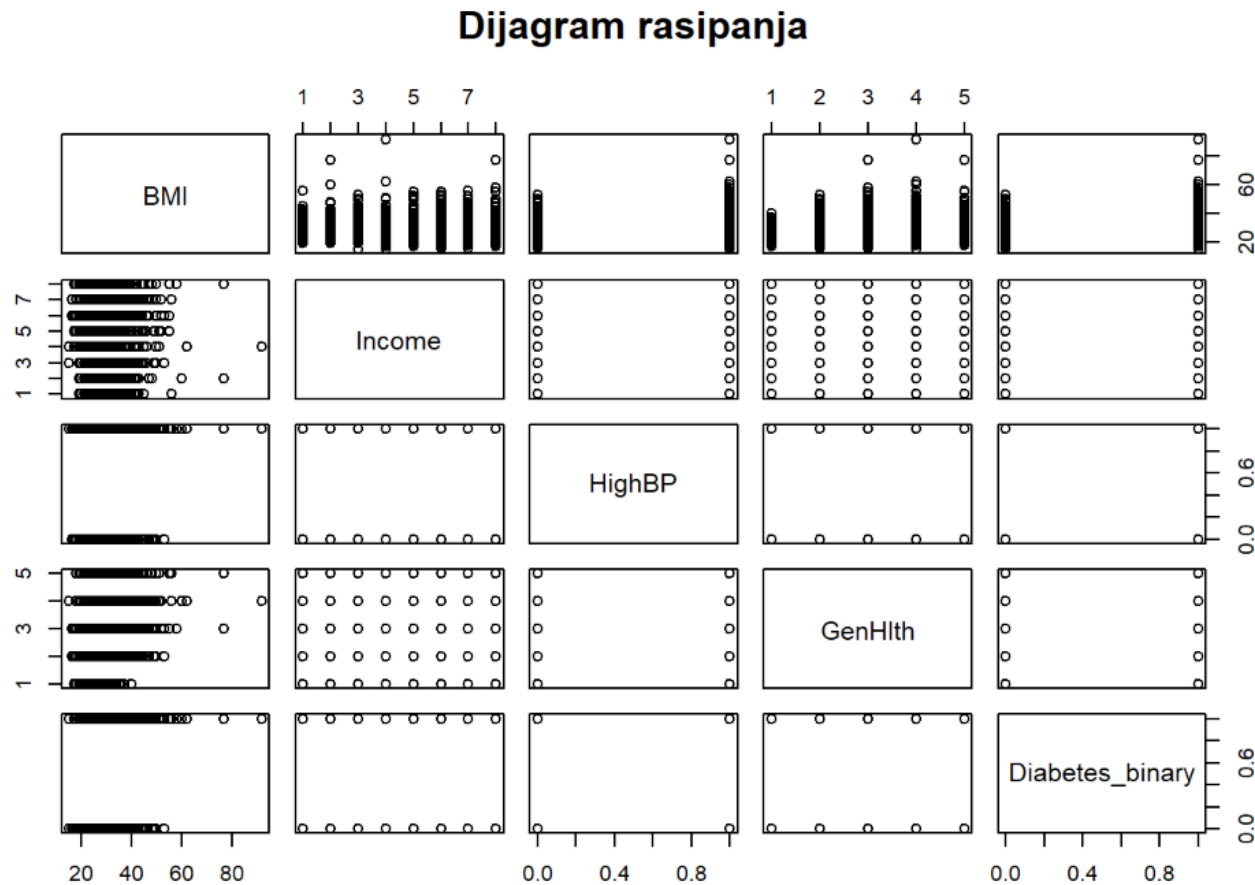 Dijagram rasipanja
1 3 5 7 1 2 3 4 5
BMI
20 60
1 3 5 7
Income
HighBP
0.0 0.6
1 3 5
GenHlth
Diabetes_binary
0.0 0.6
20 40 60 80 0.0 0.4 0.8 0.0 0.4 0.8